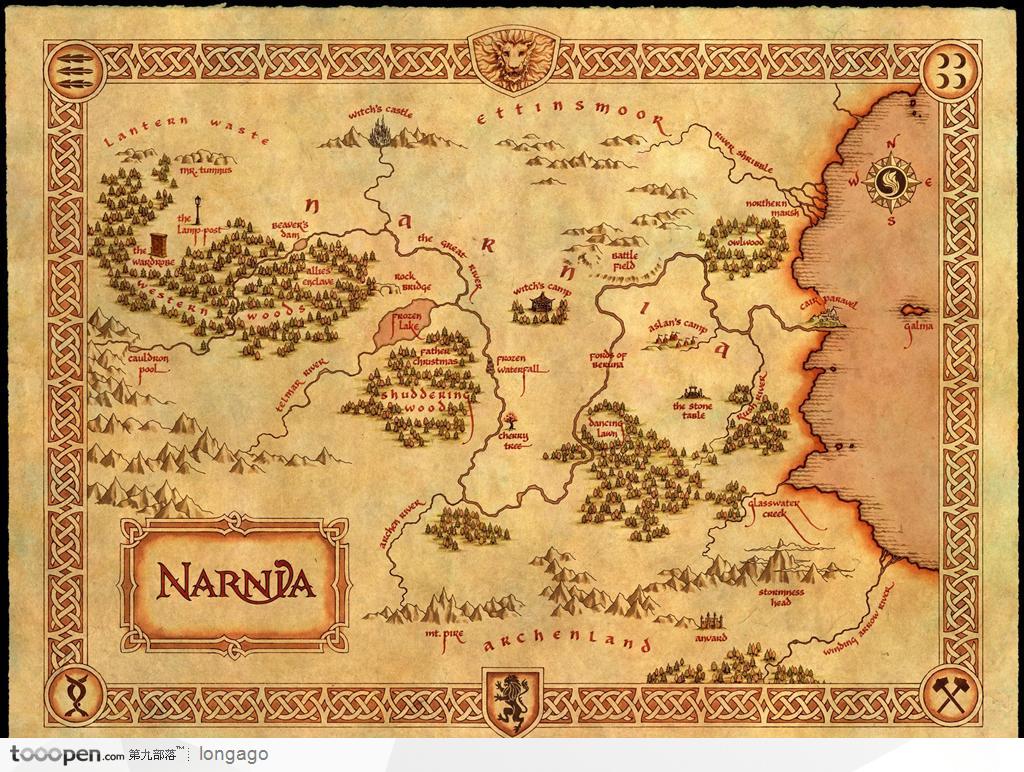 Lantern Waste
Witch's Castle
Ettinsmoor
River Shribble
Mr. Tumnus
N
W
E
S
The
Lamp-post
Beaver's
Dam
Northern
Marsh
Owlwood
The
Wardrobe
Allies
Enclave
The Great River
Narnia
Battle
Field
Rock
Bridge
Witch's Camp
Western Woods
Cair Paravel
Galma
Frozen
Lake
Aslan's Camp
Cauldron
Pool
Father
Christmas
Frozen
Waterfall
Fords of
Beruna
Telmar River
Shuddering
Wood
The Stone
Table
Rush River
Cherry
Tree
Dancing
Lawn
Archen River
Glasswater
Creek
NARNIA
Stormness
Head
Mt. Pire
Archenland
Anvard
Winding Arrow River
tooopen.com 第九部落™ longago